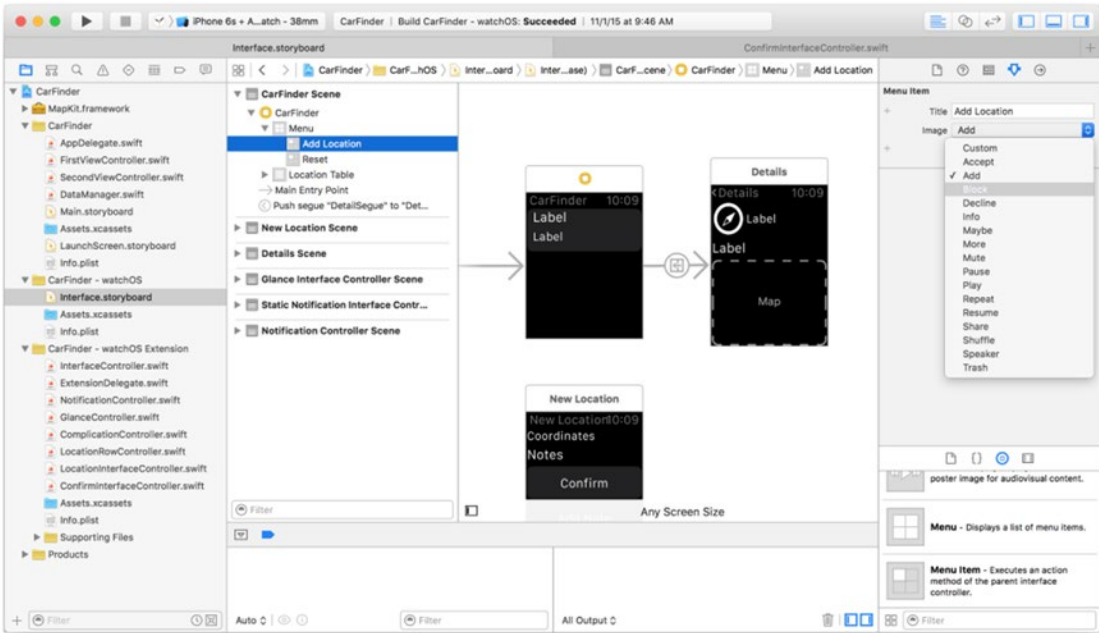 iPhone 6s + A...atch - 38mm
CarFinder | Build CarFinder - watchOS: Succeeded | 11/1/15 at 9:46 AM
Interface.storyboard
ConfirmInterfaceController.swift
CarFinder
CarF...hOS
Inter...oard
Inter...ase)
CarF...cene
CarFinder
Menu
Add Location
CarFinder
MapKit.framework
CarFinder
AppDelegate.swift
FirstViewController.swift
SecondViewController.swift
DataManager.swift
Main.storyboard
Assets.xcassets
LaunchScreen.storyboard
Info.plist
CarFinder - watchOS
Interface.storyboard
Assets.xcassets
Info.plist
CarFinder - watchOS Extension
InterfaceController.swift
ExtensionDelegate.swift
NotificationController.swift
GlanceController.swift
ComplicationController.swift
LocationRowController.swift
LocationInterfaceController.swift
ConfirmInterfaceController.swift
Assets.xcassets
Info.plist
Supporting Files
Products
Filter
CarFinder Scene
CarFinder
Menu
Add Location
Reset
Location Table
Main Entry Point
Push segue "DetailSegue" to "Det...
New Location Scene
Details Scene
Glance Interface Controller Scene
Static Notification Interface Contr...
Notification Controller Scene
Filter
CarFinder 10:09
Label
Label
Details
<Details 10:09
Label
Label
Map
New Location
New Location10:09
Coordinates
Notes
Confirm
Any Screen Size
Auto
Filter
All Output
Menu Item
Title Add Location
Image Add
Custom
Accept
✓ Add
Block
Decline
Info
Maybe
More
Mute
Pause
Play
Repeat
Resume
Share
Shuffle
Speaker
Trash
poster image for audiovisual content.
Menu - Displays a list of menu items.
Menu Item - Executes an action
method of the parent interface
controller.
Filter